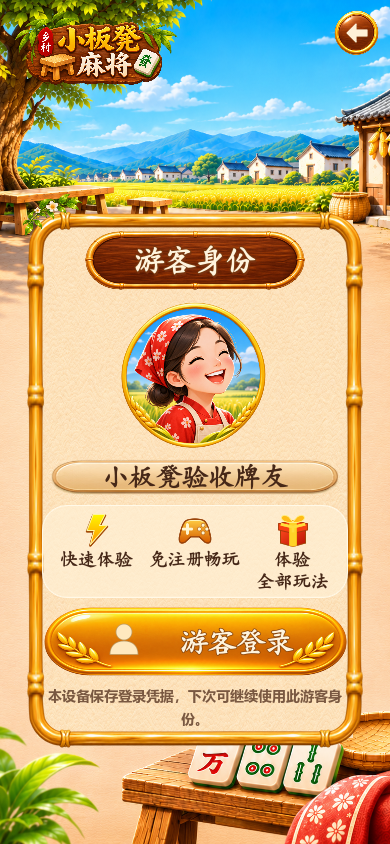 乡村
小板凳
麻将
發
游客身份
小板凳验收牌友
快速体验
免注册畅玩
体验
全部玩法
游客登录
本设备保存登录凭据，下次可继续使用此游客身
份。
万